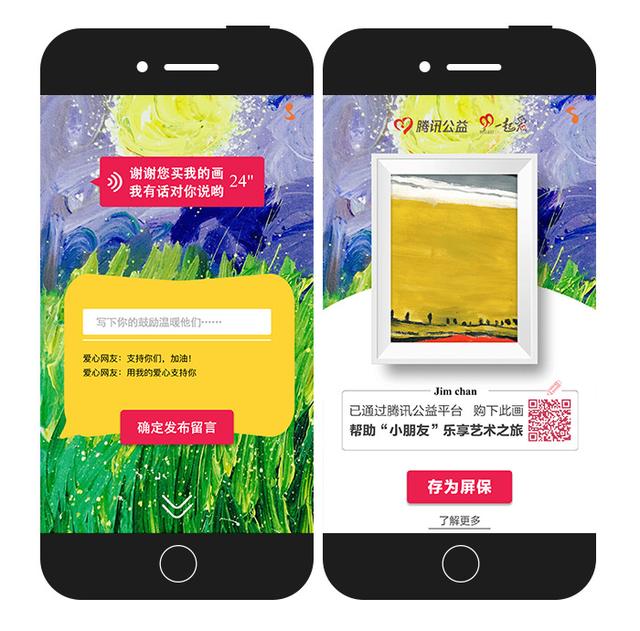 谢谢您买我的画
我有话对你说哟 24"
写下你的鼓励温暖他们······
爱心网友：支持你们，加油！
爱心网友：用我的爱心支持你
确定发布留言
腾讯公益 一起爱
Jim chan
已通过腾讯公益平台 购下此画
帮助“小朋友”乐享艺术之旅
存为屏保
了解更多